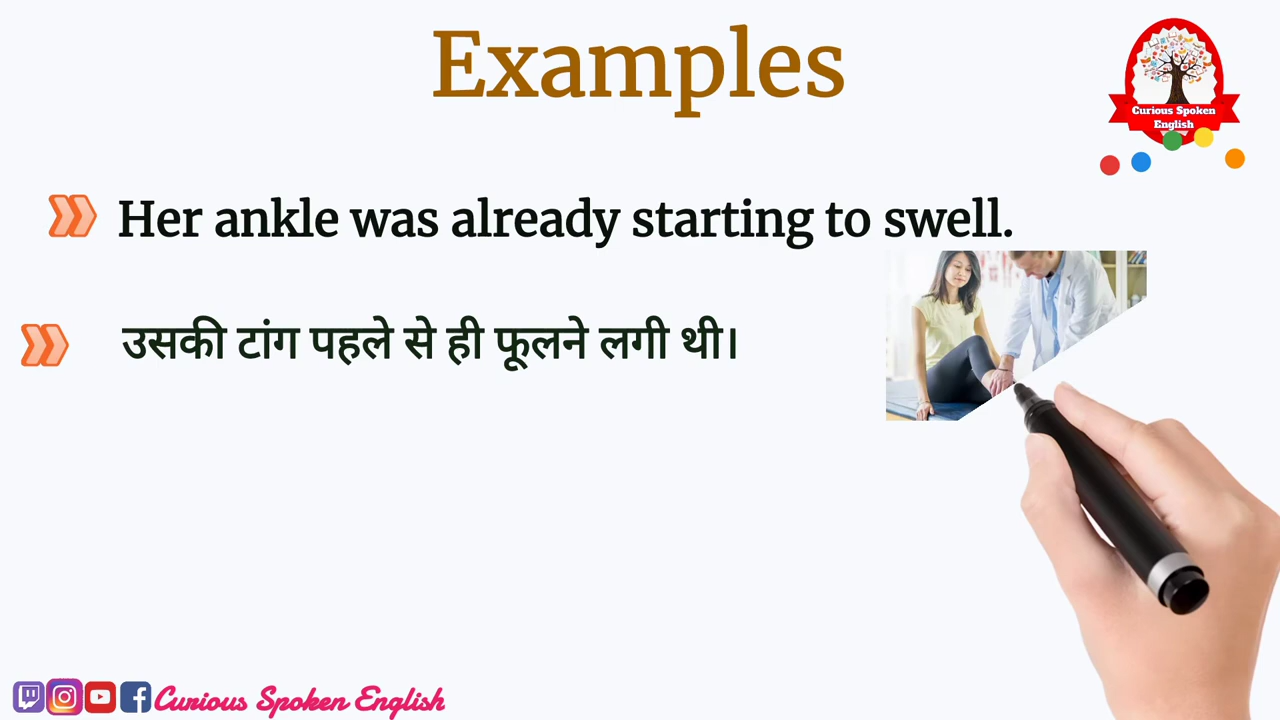 Examples
Curious Spoken
English
Her ankle was already starting to swell.
उसकी टांग पहले से ही फूलने लगी थी।
Curious Spoken English